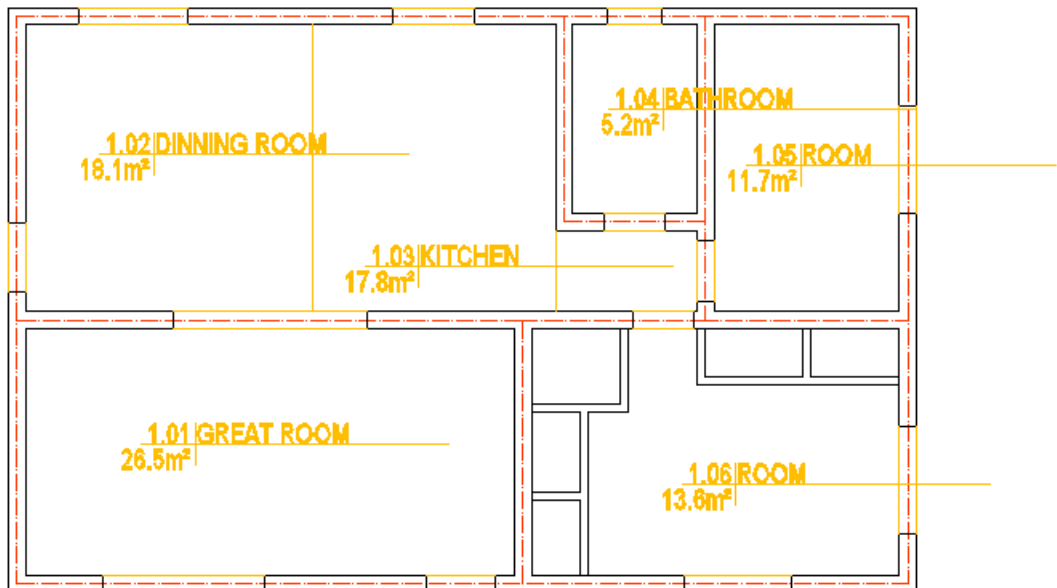 1.04 BATHROOM
5.2m²
1.02 DINNING ROOM
18.1m²
1.05 ROOM
11.7m²
1.03 KITCHEN
17.8m²
1.01 GREAT ROOM
26.5m²
1.06 ROOM
13.6m²